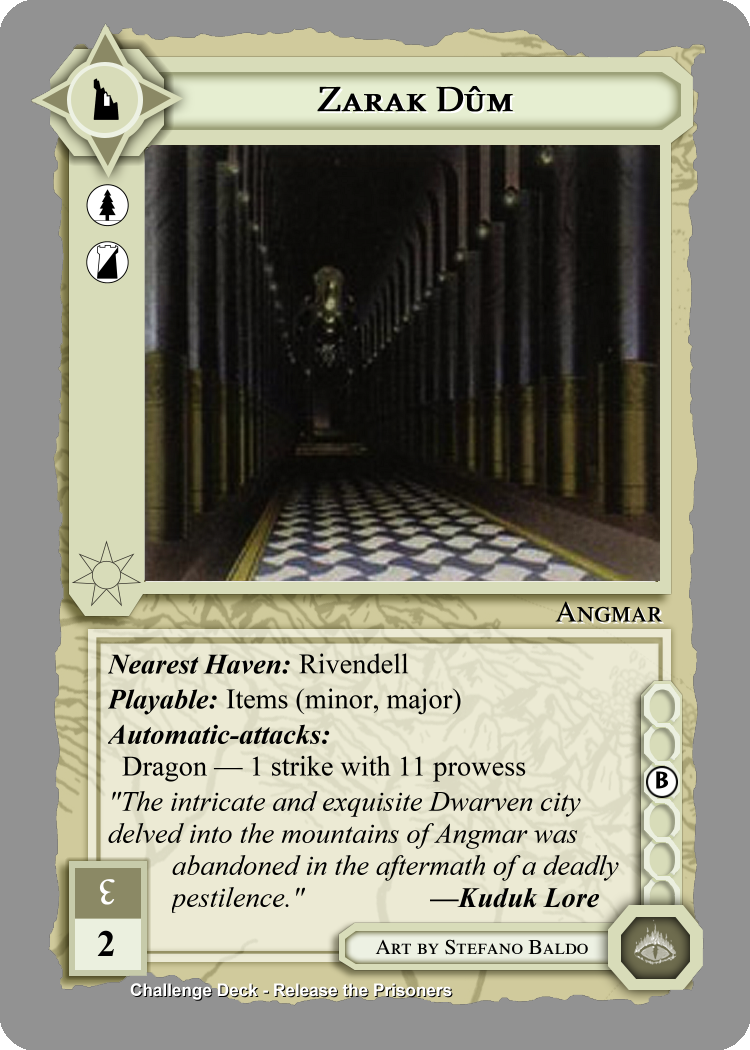 Zarak Dûm
Angmar
Nearest Haven: Rivendell
Playable: Items (minor, major)
Automatic-attacks:
Dragon — 1 strike with 11 prowess
"The intricate and exquisite Dwarven city
delved into the mountains of Angmar was
abandoned in the aftermath of a deadly
pestilence." —Kuduk Lore
B
ε
2
Art by Stefano Baldo
Challenge Deck - Release the Prisoners